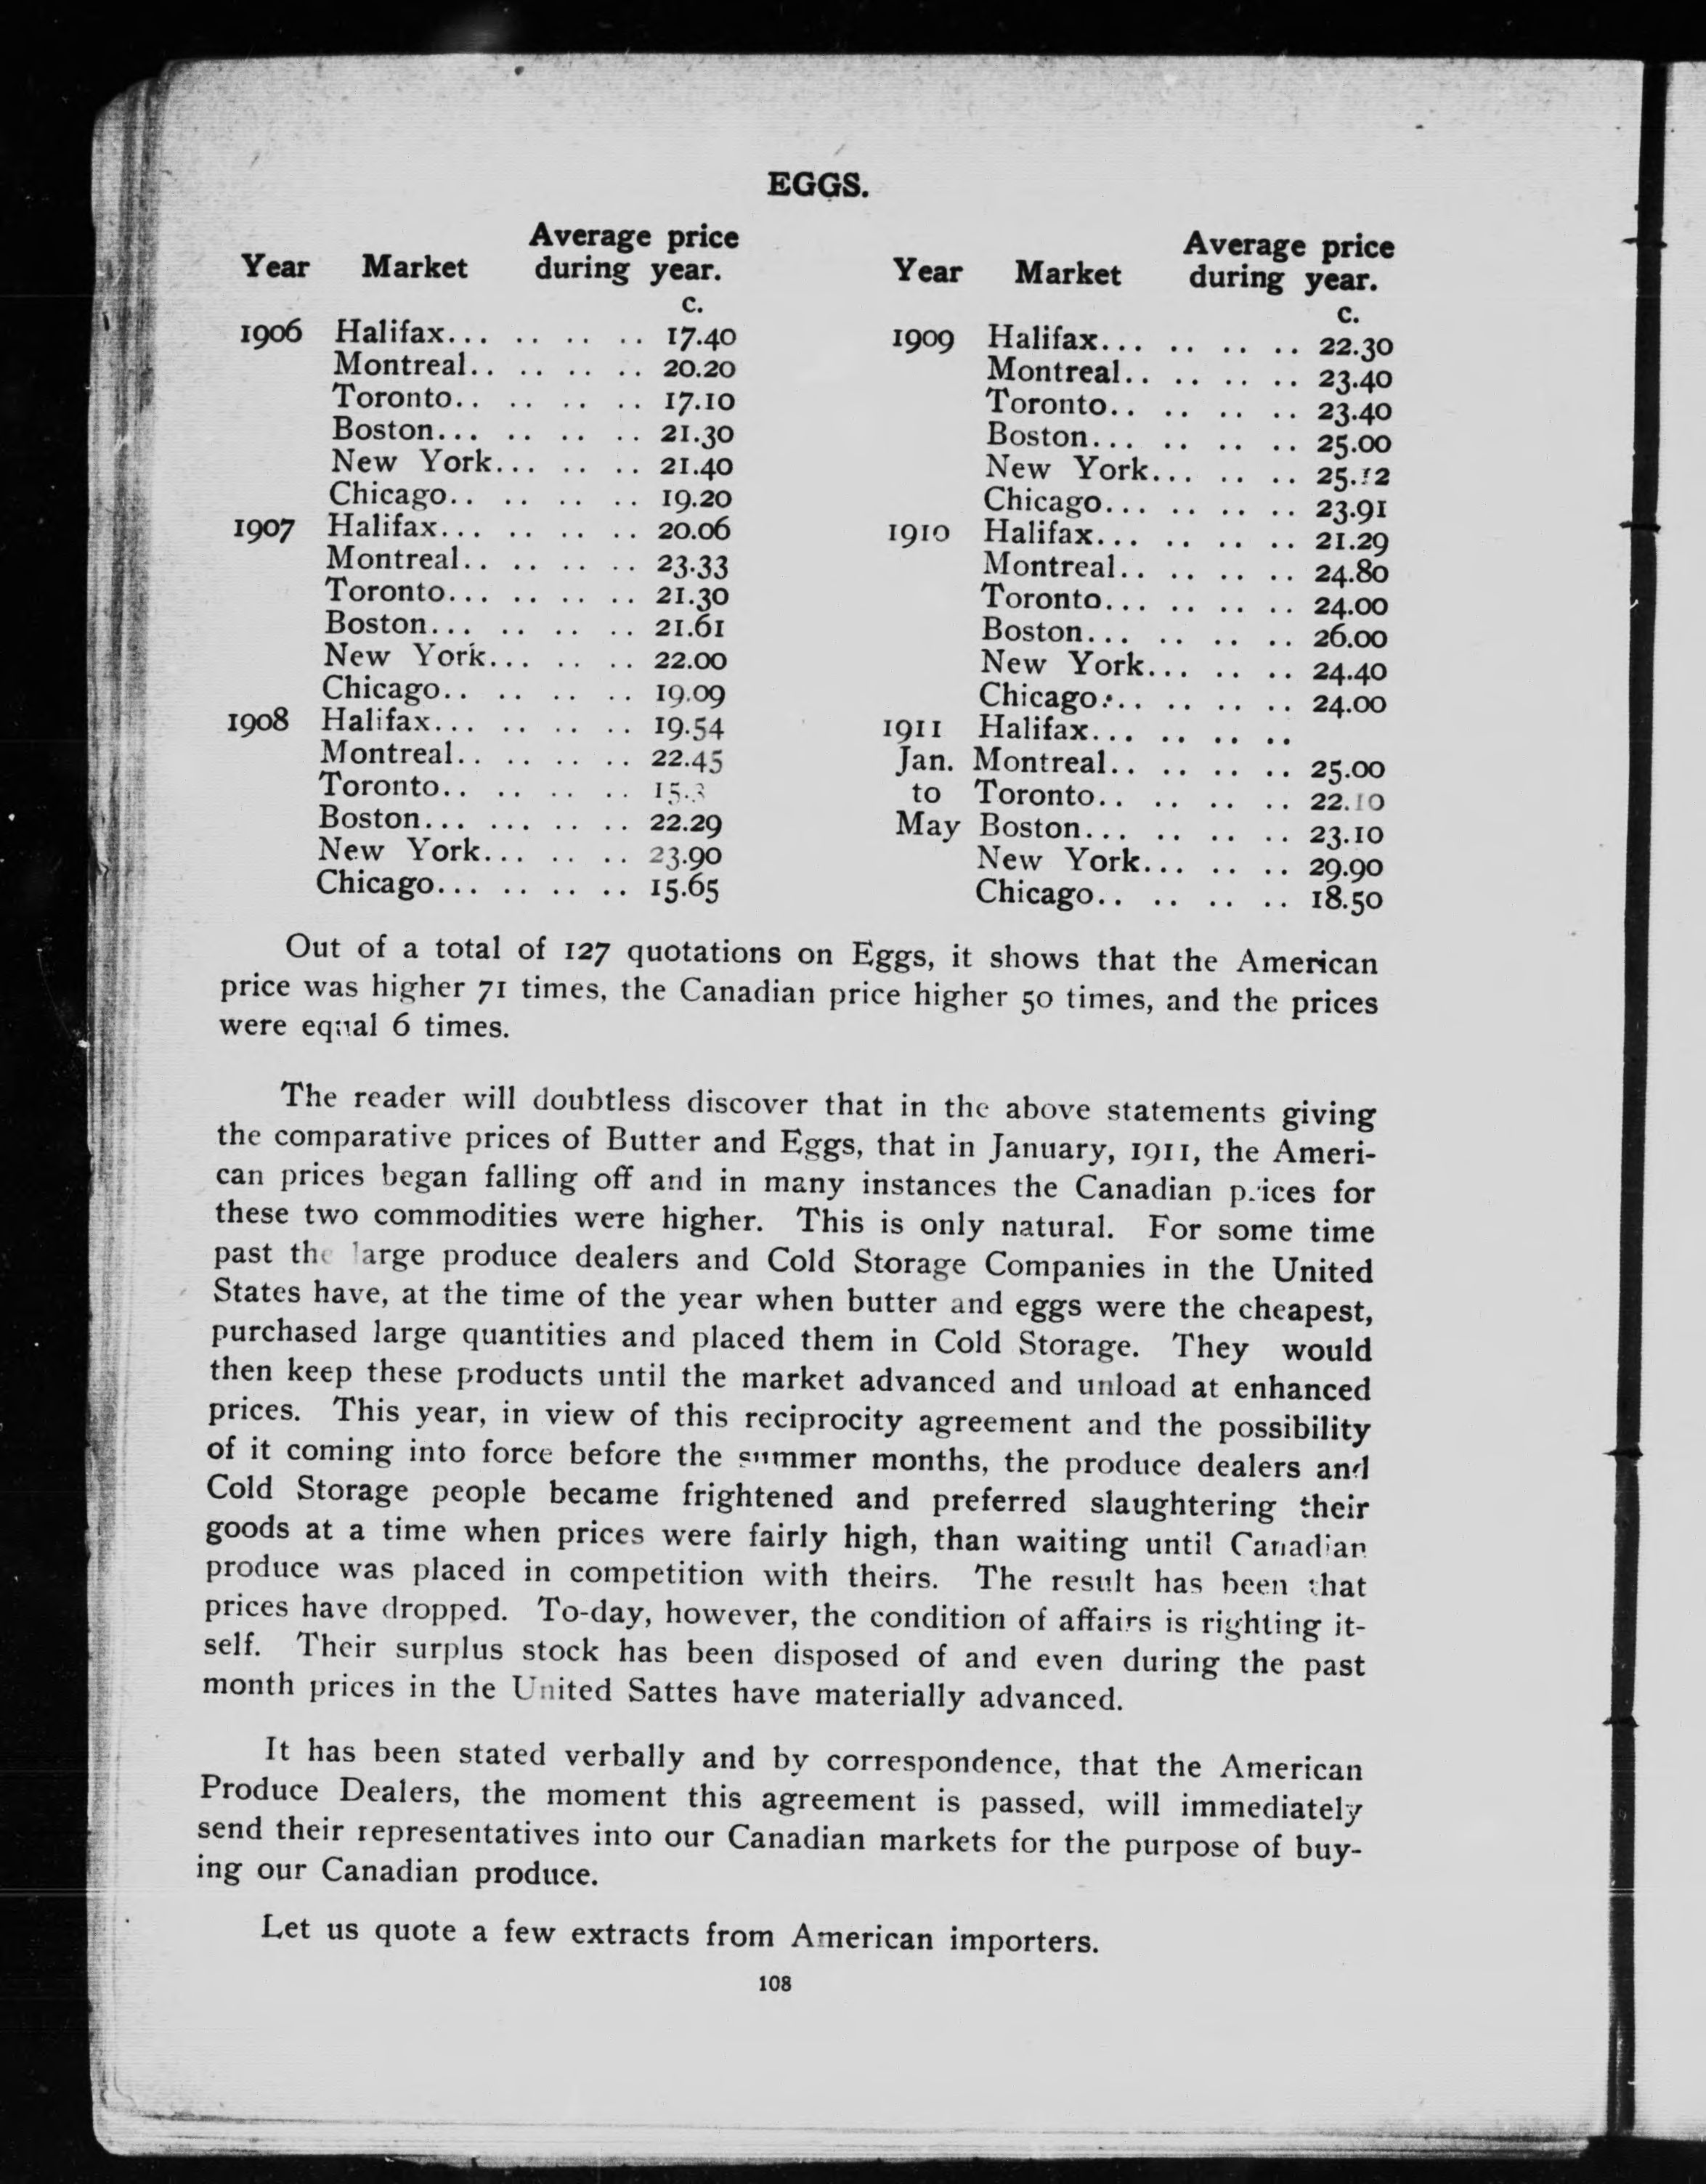 EGGS.
Average price
Year Market during year.
c.
1906 Halifax... .. .. .. 17.40
Montreal.. .. .. .. 20.20
Toronto.. .. .. .. 17.10
Boston... .. .. .. 21.30
New York... .. .. 21.40
Chicago.. .. .. .. 19.20
1907 Halifax... .. .. .. 20.06
Montreal.. .. .. .. 23.33
Toronto... .. .. .. 21.30
Boston... .. .. .. 21.61
New York... .. .. 22.00
Chicago.. .. .. .. 19.09
1908 Halifax... .. .. .. 19.54
Montreal.. .. .. .. 22.45
Toronto.. .. .. .. 15.3
Boston... ... .. .. 22.29
New York... .. .. 23.90
Chicago... .. .. .. 15.65
Average price
Year Market during year.
c.
1909 Halifax... .. .. .. 22.30
Montreal.. .. .. .. 23.40
Toronto.. .. .. .. 23.40
Boston... .. .. .. 25.00
New York... .. .. 25.12
Chicago... .. .. .. 23.91
1910 Halifax... .. .. .. 21.29
Montreal.. .. .. .. 24.80
Toronto... .. .. .. 24.00
Boston... .. .. .. 26.00
New York... .. .. 24.40
Chicago... .. .. .. 24.00
1911 Halifax... .. .. ..
Jan. Montreal.. .. .. .. 25.00
to Toronto.. .. .. .. 22.10
May Boston... .. .. .. 23.10
New York... .. .. 29.90
Chicago.. .. .. .. 18.50
Out of a total of 127 quotations on Eggs, it shows that the American
price was higher 71 times, the Canadian price higher 50 times, and the prices
were equal 6 times.
The reader will doubtless discover that in the above statements giving
the comparative prices of Butter and Eggs, that in January, 1911, the Ameri-
can prices began falling off and in many instances the Canadian prices for
these two commodities were higher. This is only natural. For some time
past the large produce dealers and Cold Storage Companies in the United
States have, at the time of the year when butter and eggs were the cheapest,
purchased large quantities and placed them in Cold Storage. They would
then keep these products until the market advanced and unload at enhanced
prices. This year, in view of this reciprocity agreement and the possibility
of it coming into force before the summer months, the produce dealers and
Cold Storage people became frightened and preferred slaughtering their
goods at a time when prices were fairly high, than waiting until Canadian
produce was placed in competition with theirs. The result has been that
prices have dropped. To-day, however, the condition of affairs is righting it-
self. Their surplus stock has been disposed of and even during the past
month prices in the United Sattes have materially advanced.
It has been stated verbally and by correspondence, that the American
Produce Dealers, the moment this agreement is passed, will immediately
send their representatives into our Canadian markets for the purpose of buy-
ing our Canadian produce.
Let us quote a few extracts from American importers.
108